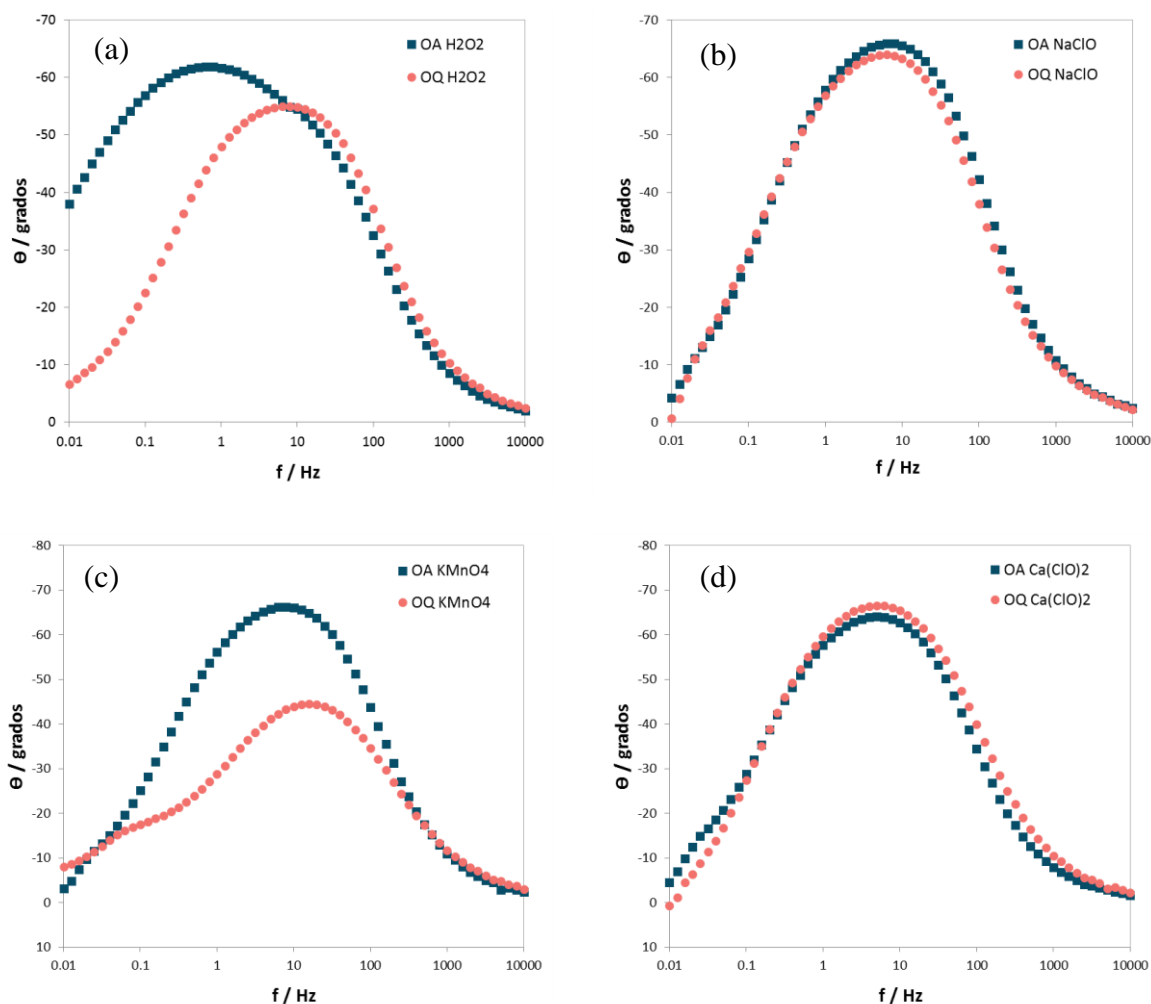 (a)
OA H2O2
OQ H2O2
-70
-60
-50
-40
-30
-20
-10
0
Θ / grados
0.01 0.1 1 10 100 1000 10000
f / Hz
(b)
OA NaClO
OQ NaClO
-70
-60
-50
-40
-30
-20
-10
0
Θ / grados
0.01 0.1 1 10 100 1000 10000
f / Hz
(c)
OA KMnO4
OQ KMnO4
-80
-70
-60
-50
-40
-30
-20
-10
0
10
Θ / grados
0.01 0.1 1 10 100 1000 10000
f / Hz
(d)
OA Ca(ClO)2
OQ Ca(ClO)2
-80
-70
-60
-50
-40
-30
-20
-10
0
10
Θ / grados
0.01 0.1 1 10 100 1000 10000
f / Hz